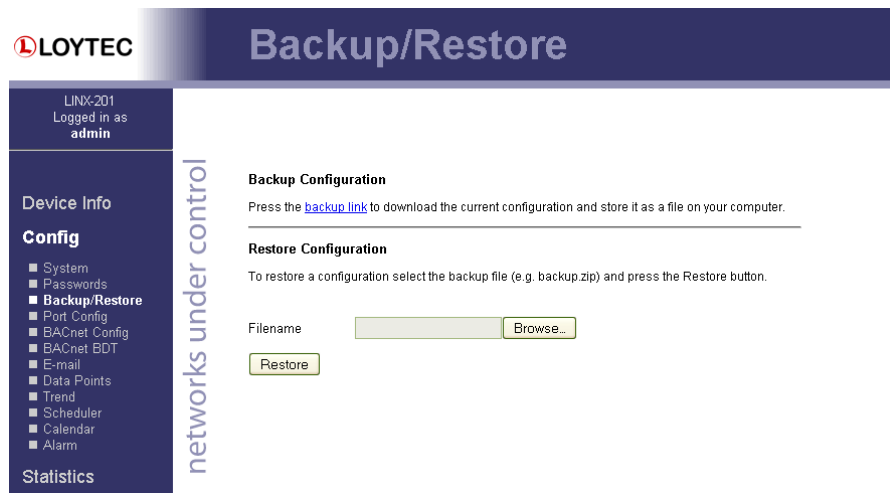 LOYTEC
Backup/Restore
LINX-201
Logged in as
admin
Device Info
Config
System
Passwords
Backup/Restore
Port Config
BACnet Config
BACnet BDT
E-mail
Data Points
Trend
Scheduler
Calendar
Alarm
Statistics
networks under control
Backup Configuration
Press the backup link to download the current configuration and store it as a file on your computer.
Restore Configuration
To restore a configuration select the backup file (e.g. backup.zip) and press the Restore button.
Filename Browse...
Restore